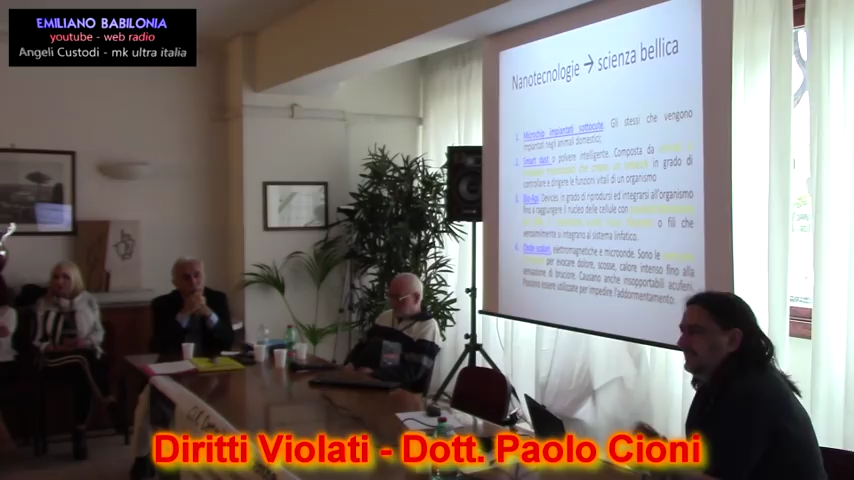 EMILIANO BABILONIA
youtube - web radio
Angeli Custodi - mk ultra italia
Nanotecnologie → scienza bellica
1. Microchip impiantati sottocute. Gli stessi che vengono
impiantati negli animali domestici;
2. Smart dust o polvere intelligente. Composta da
in grado di
controllare e dirigere le funzioni vitali di un organismo
3. Devices in grado di riprodursi ed integrarsi all'organismo
fino a raggiungere il nucleo delle cellule con
o fili che
si integrano al sistema linfatico.
4. Onde scalari, elettromagnetiche e microonde. Sono le
per evocare dolore, scosse, calore intenso fino alla
sensazione di bruciore. Causano anche insopportabili acufeni.
Possono essere utilizzate per impedire l'addormentamento.
Diritti Violati - Dott. Paolo Cioni